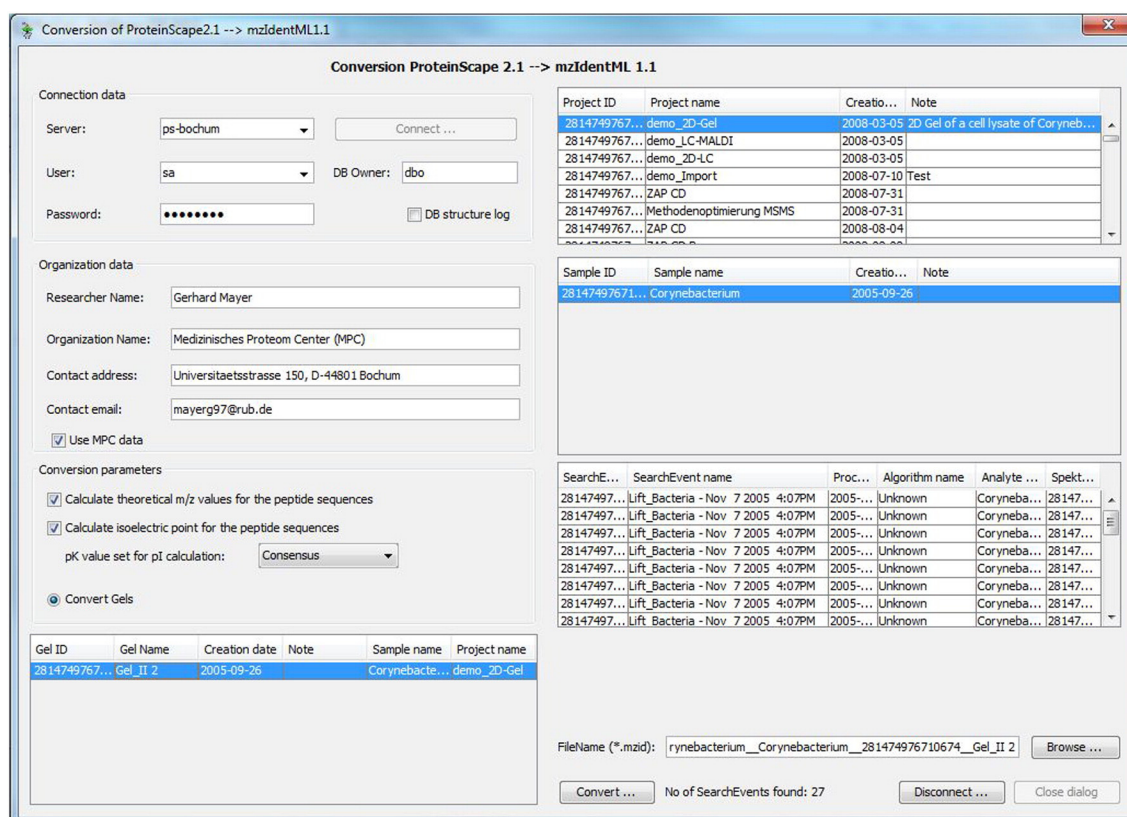 Conversion of ProteinScape2.1 --> mzIdentML1.1
Conversion ProteinScape 2.1 --> mzIdentML 1.1
Connection data
Server: ps-bochum Connect ...
User: sa DB Owner: dbo
Password: ●●●●●●●● DB structure log
Organization data
Researcher Name: Gerhard Mayer
Organization Name: Medizinisches Proteom Center (MPC)
Contact address: Universitaetsstrasse 150, D-44801 Bochum
Contact email: mayerg97@rub.de
Use MPC data
Conversion parameters
Calculate theoretical m/z values for the peptide sequences
Calculate isoelectric point for the peptide sequences
pK value set for pI calculation: Consensus
Convert Gels
Gel ID Gel Name Creation date Note Sample name Project name
2814749767... Gel_II 2 2005-09-26 Corynebacte... demo_2D-Gel
Project ID Project name Creatio... Note
2814749767... demo_2D-Gel 2008-03-05 2D Gel of a cell lysate of Coryneb...
2814749767... demo_LC-MALDI 2008-03-05
2814749767... demo_2D-LC 2008-03-05
2814749767... demo_Import 2008-07-10 Test
2814749767... ZAP CD 2008-07-31
2814749767... Methodenoptimierung MSMS 2008-07-31
2814749767... ZAP CD 2008-08-04
Sample ID Sample name Creatio... Note
28147497671... Corynebacterium 2005-09-26
SearchE... SearchEvent name Proc... Algorithm name Analyte ... Spekt...
28147497... Lift_Bacteria - Nov 7 2005 4:07PM 2005-... Unknown Coryneba... 28147...
28147497... Lift_Bacteria - Nov 7 2005 4:07PM 2005-... Unknown Coryneba... 28147...
28147497... Lift_Bacteria - Nov 7 2005 4:07PM 2005-... Unknown Coryneba... 28147...
28147497... Lift_Bacteria - Nov 7 2005 4:07PM 2005-... Unknown Coryneba... 28147...
28147497... Lift_Bacteria - Nov 7 2005 4:07PM 2005-... Unknown Coryneba... 28147...
28147497... Lift_Bacteria - Nov 7 2005 4:07PM 2005-... Unknown Coryneba... 28147...
28147497... Lift_Bacteria - Nov 7 2005 4:07PM 2005-... Unknown Coryneba... 28147...
28147497... Lift_Bacteria - Nov 7 2005 4:07PM 2005-... Unknown Coryneba... 28147...
FileName (*.mzid): rynebacterium__Corynebacterium__281474976710674__Gel_II 2 Browse ...
Convert ... No of SearchEvents found: 27 Disconnect ... Close dialog